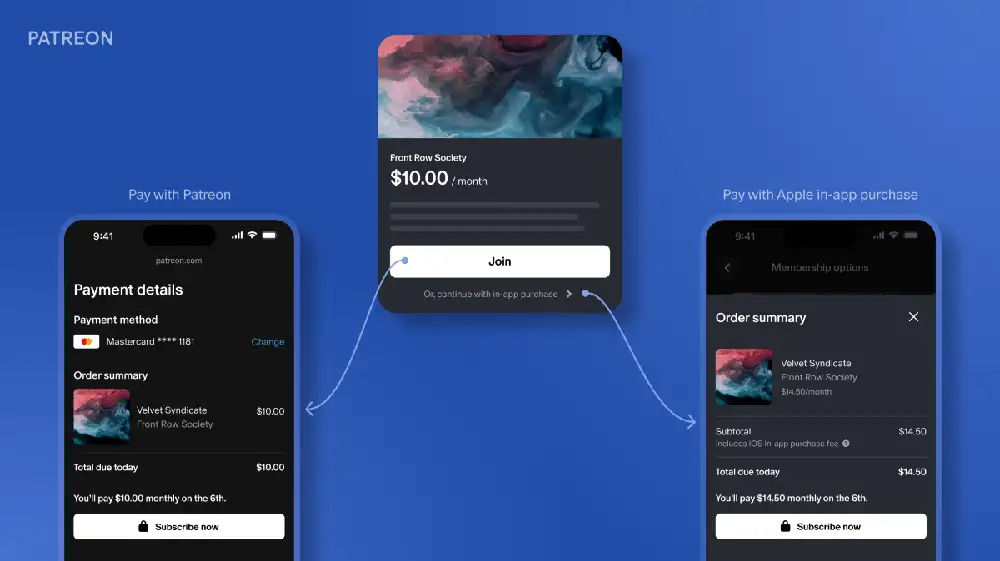 PATREON
Front Row Society
$10.00 / month
Join
Or, continue with in-app purchase
Pay with Patreon
9:41
patreon.com
Payment details
Payment method
Mastercard **** 1181
Change
Order summary
Velvet Syndicate
$10.00
Front Row Society
Total due today
$10.00
You'll pay $10.00 monthly on the 6th.
Subscribe now
Pay with Apple in-app purchase
9:41
Membership options
Order summary
Velvet Syndicate
Front Row Society
$14.50/month
Subtotal
$14.50
Includes iOS in-app purchase fee
Total due today
$14.50
You'll pay $14.50 monthly on the 6th.
Subscribe now